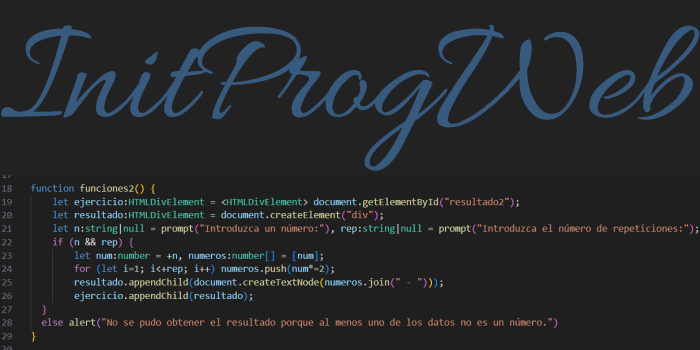 InitProgWeb
17
18 function funciones2() {
19 let ejercicio:HTMLDivElement = <HTMLDivElement> document.getElementById("resultado2");
20 let resultado:HTMLDivElement = document.createElement("div");
21 let n:string|null = prompt("Introduzca un número:"), rep:string|null = prompt("Introduzca el número de repeticiones:");
22 if (n && rep) {
23 let num:number = +n, numeros:number[] = [num];
24 for (let i=1; i<+rep; i++) numeros.push(num*=2);
25 resultado.appendChild(document.createTextNode(numeros.join(" - ")));
26 ejercicio.appendChild(resultado);
27 }
28 else alert("No se pudo obtener el resultado porque al menos uno de los datos no es un número.")
29 }
30